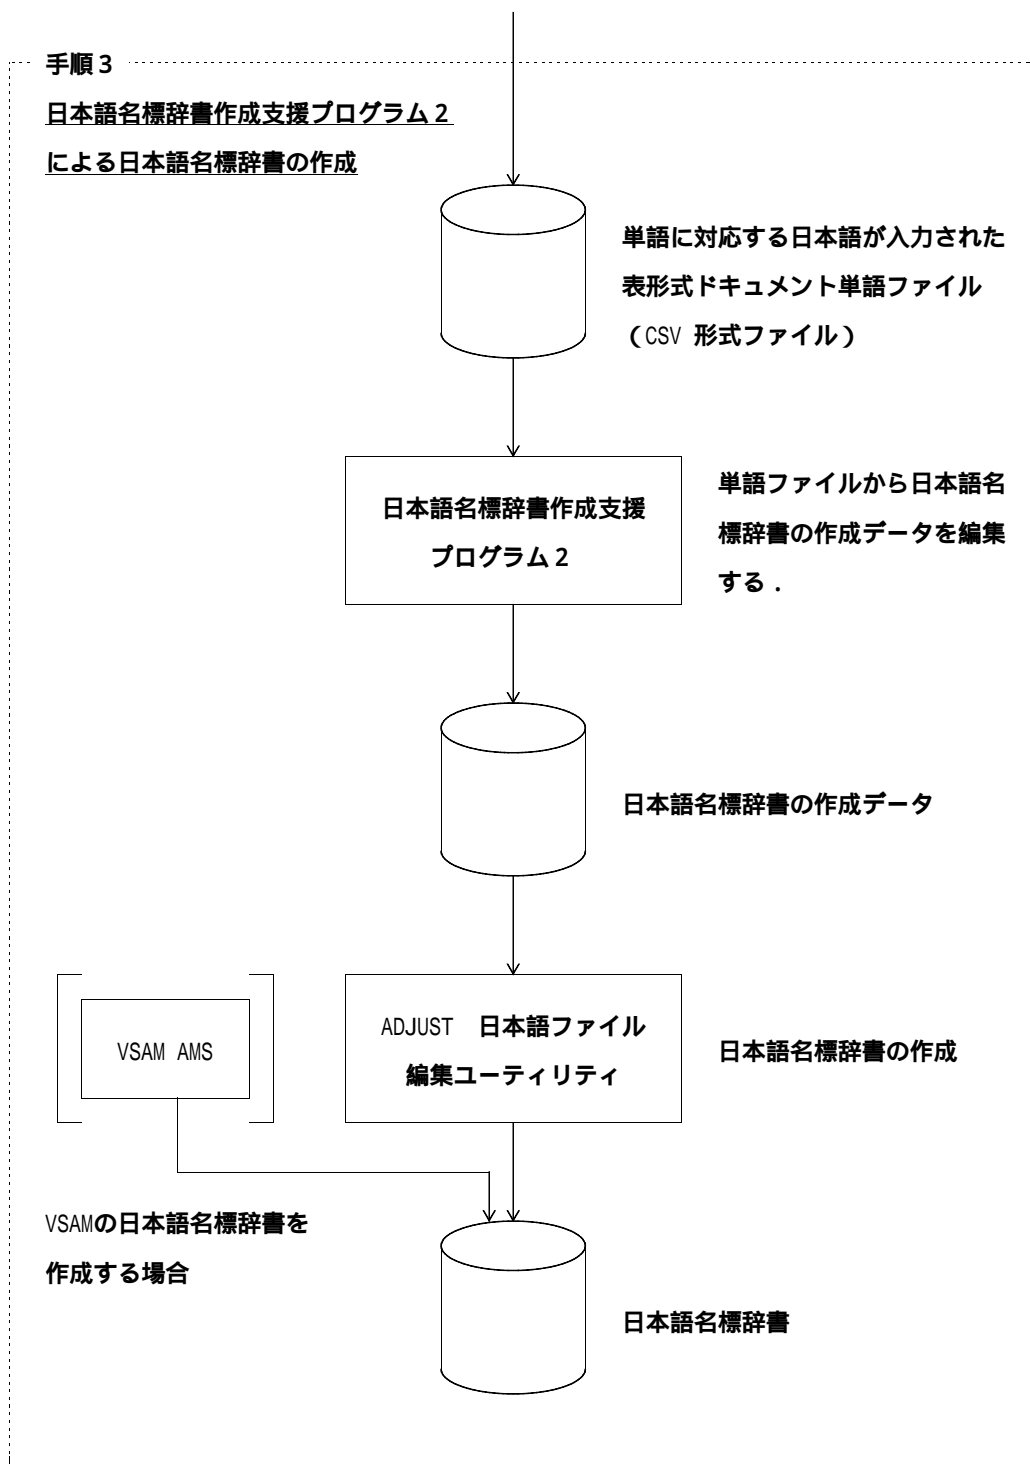 手順３
日本語名標辞書作成支援プログラム２
による日本語名標辞書の作成
単語に対応する日本語が入力された
表形式ドキュメント単語ファイル
（CSV 形式ファイル）
日本語名標辞書作成支援
プログラム２
単語ファイルから日本語名
標辞書の作成データを編集
する．
日本語名標辞書の作成データ
VSAM AMS
ADJUST　日本語ファイル
編集ユーティリティ
日本語名標辞書の作成
VSAMの日本語名標辞書を
作成する場合
日本語名標辞書